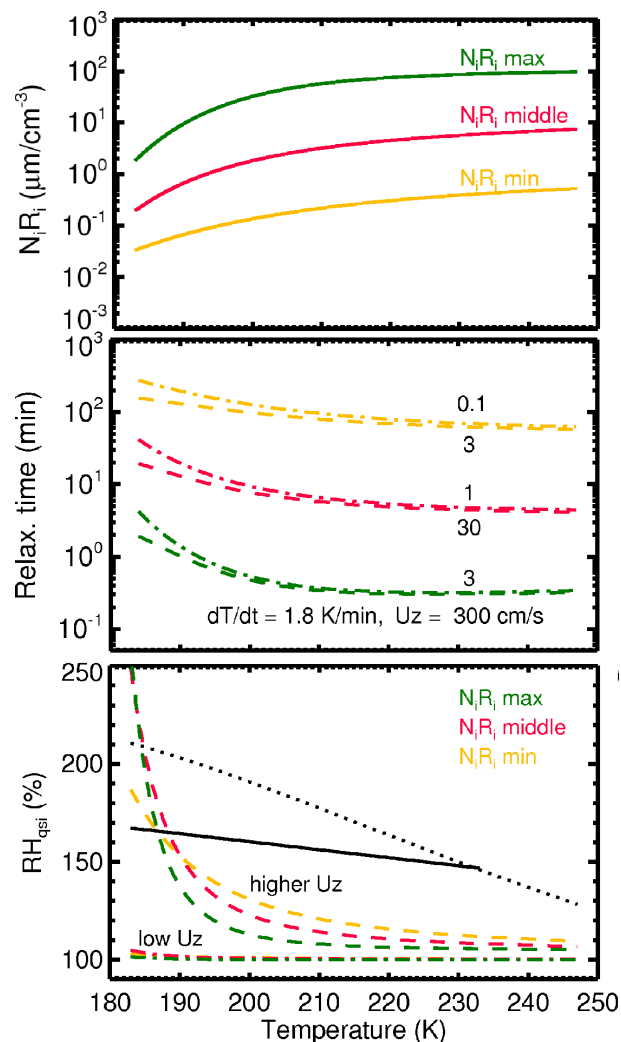 10³
10²
10¹
10⁰
10⁻¹
10⁻²
10⁻³
NᵢRᵢ (µm/cm⁻³)
NᵢRᵢ max
NᵢRᵢ middle
NᵢRᵢ min
10³
10²
10¹
10⁰
10⁻¹
Relax. time (min)
0.1
3
1
30
3
dT/dt = 1.8 K/min, Uz = 300 cm/s
250
200
150
100
RH_qsi (%)
NᵢRᵢ max
NᵢRᵢ middle
NᵢRᵢ min
higher Uz
low Uz
180 190 200 210 220 230 240 250
Temperature (K)